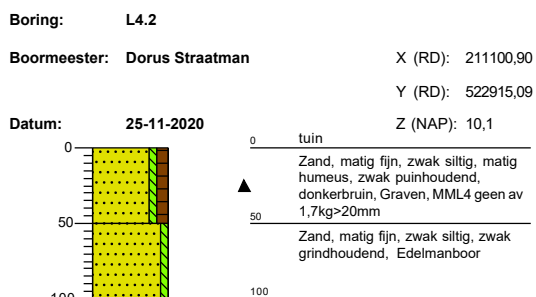 Boring: L4.2
Boormeester: Dorus Straatman X (RD): 211100,90
Y (RD): 522915,09
Datum: 25-11-2020 Z (NAP): 10,1
0 0 tuin
Zand, matig fijn, zwak siltig, matig
humeus, zwak puinhoudend,
donkerbruin, Graven, MML4 geen av
1,7kg>20mm
50 50
Zand, matig fijn, zwak siltig, zwak
grindhoudend, Edelmanboor
100 100